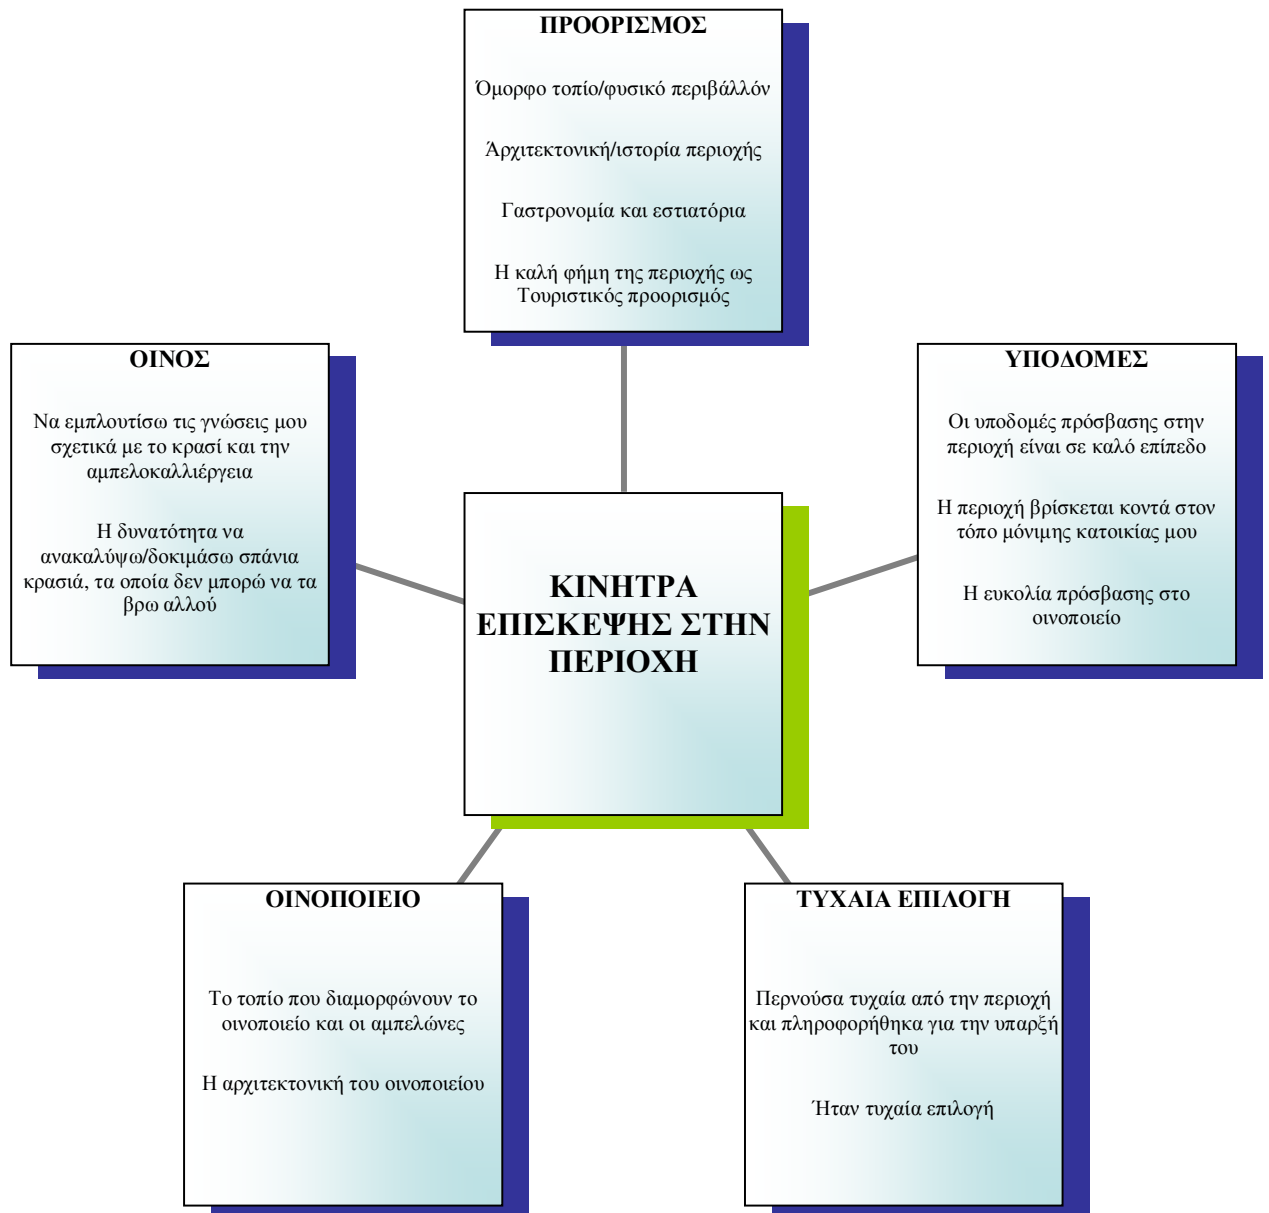 ΠΡΟΟΡΙΣΜΟΣ
Όμορφο τοπίο/φυσικό περιβάλλόν
Άρχιτεκτονική/ιστορία περιοχής
Γαστρονομία και εστιατόρια
Η καλή φήμη της περιοχής ως
Τουριστικός προορισμός
ΟΙΝΟΣ
Να εμπλουτίσω τις γνώσεις μου
σχετικά με το κρασί και την
αμπελοκαλλιέργεια
Η δυνατότητα να
ανακαλύψω/δοκιμάσω σπάνια
κρασιά, τα οποία δεν μπορώ να τα
βρω αλλού
ΥΠΟΔΟΜΕΣ
Οι υποδομές πρόσβασης στην
περιοχή είναι σε καλό επίπεδο
Η περιοχή βρίσκεται κοντά στον
τόπο μόνιμης κατοικίας μου
Η ευκολία πρόσβασης στο
οινοποιείο
ΚΙΝΗΤΡΑ
ΕΠΙΣΚΕΨΗΣ ΣΤΗΝ
ΠΕΡΙΟΧΗ
ΟΙΝΟΠΟΙΕΙΟ
Το τοπίο που διαμορφώνουν το
οινοποιείο και οι αμπελώνες
Η αρχιτεκτονική του οινοποιείου
ΤΥΧΑΙΑ ΕΠΙΛΟΓΗ
Περνούσα τυχαία από την περιοχή
και πληροφορήθηκα για την υπαρξή
του
Ήταν τυχαία επιλογή